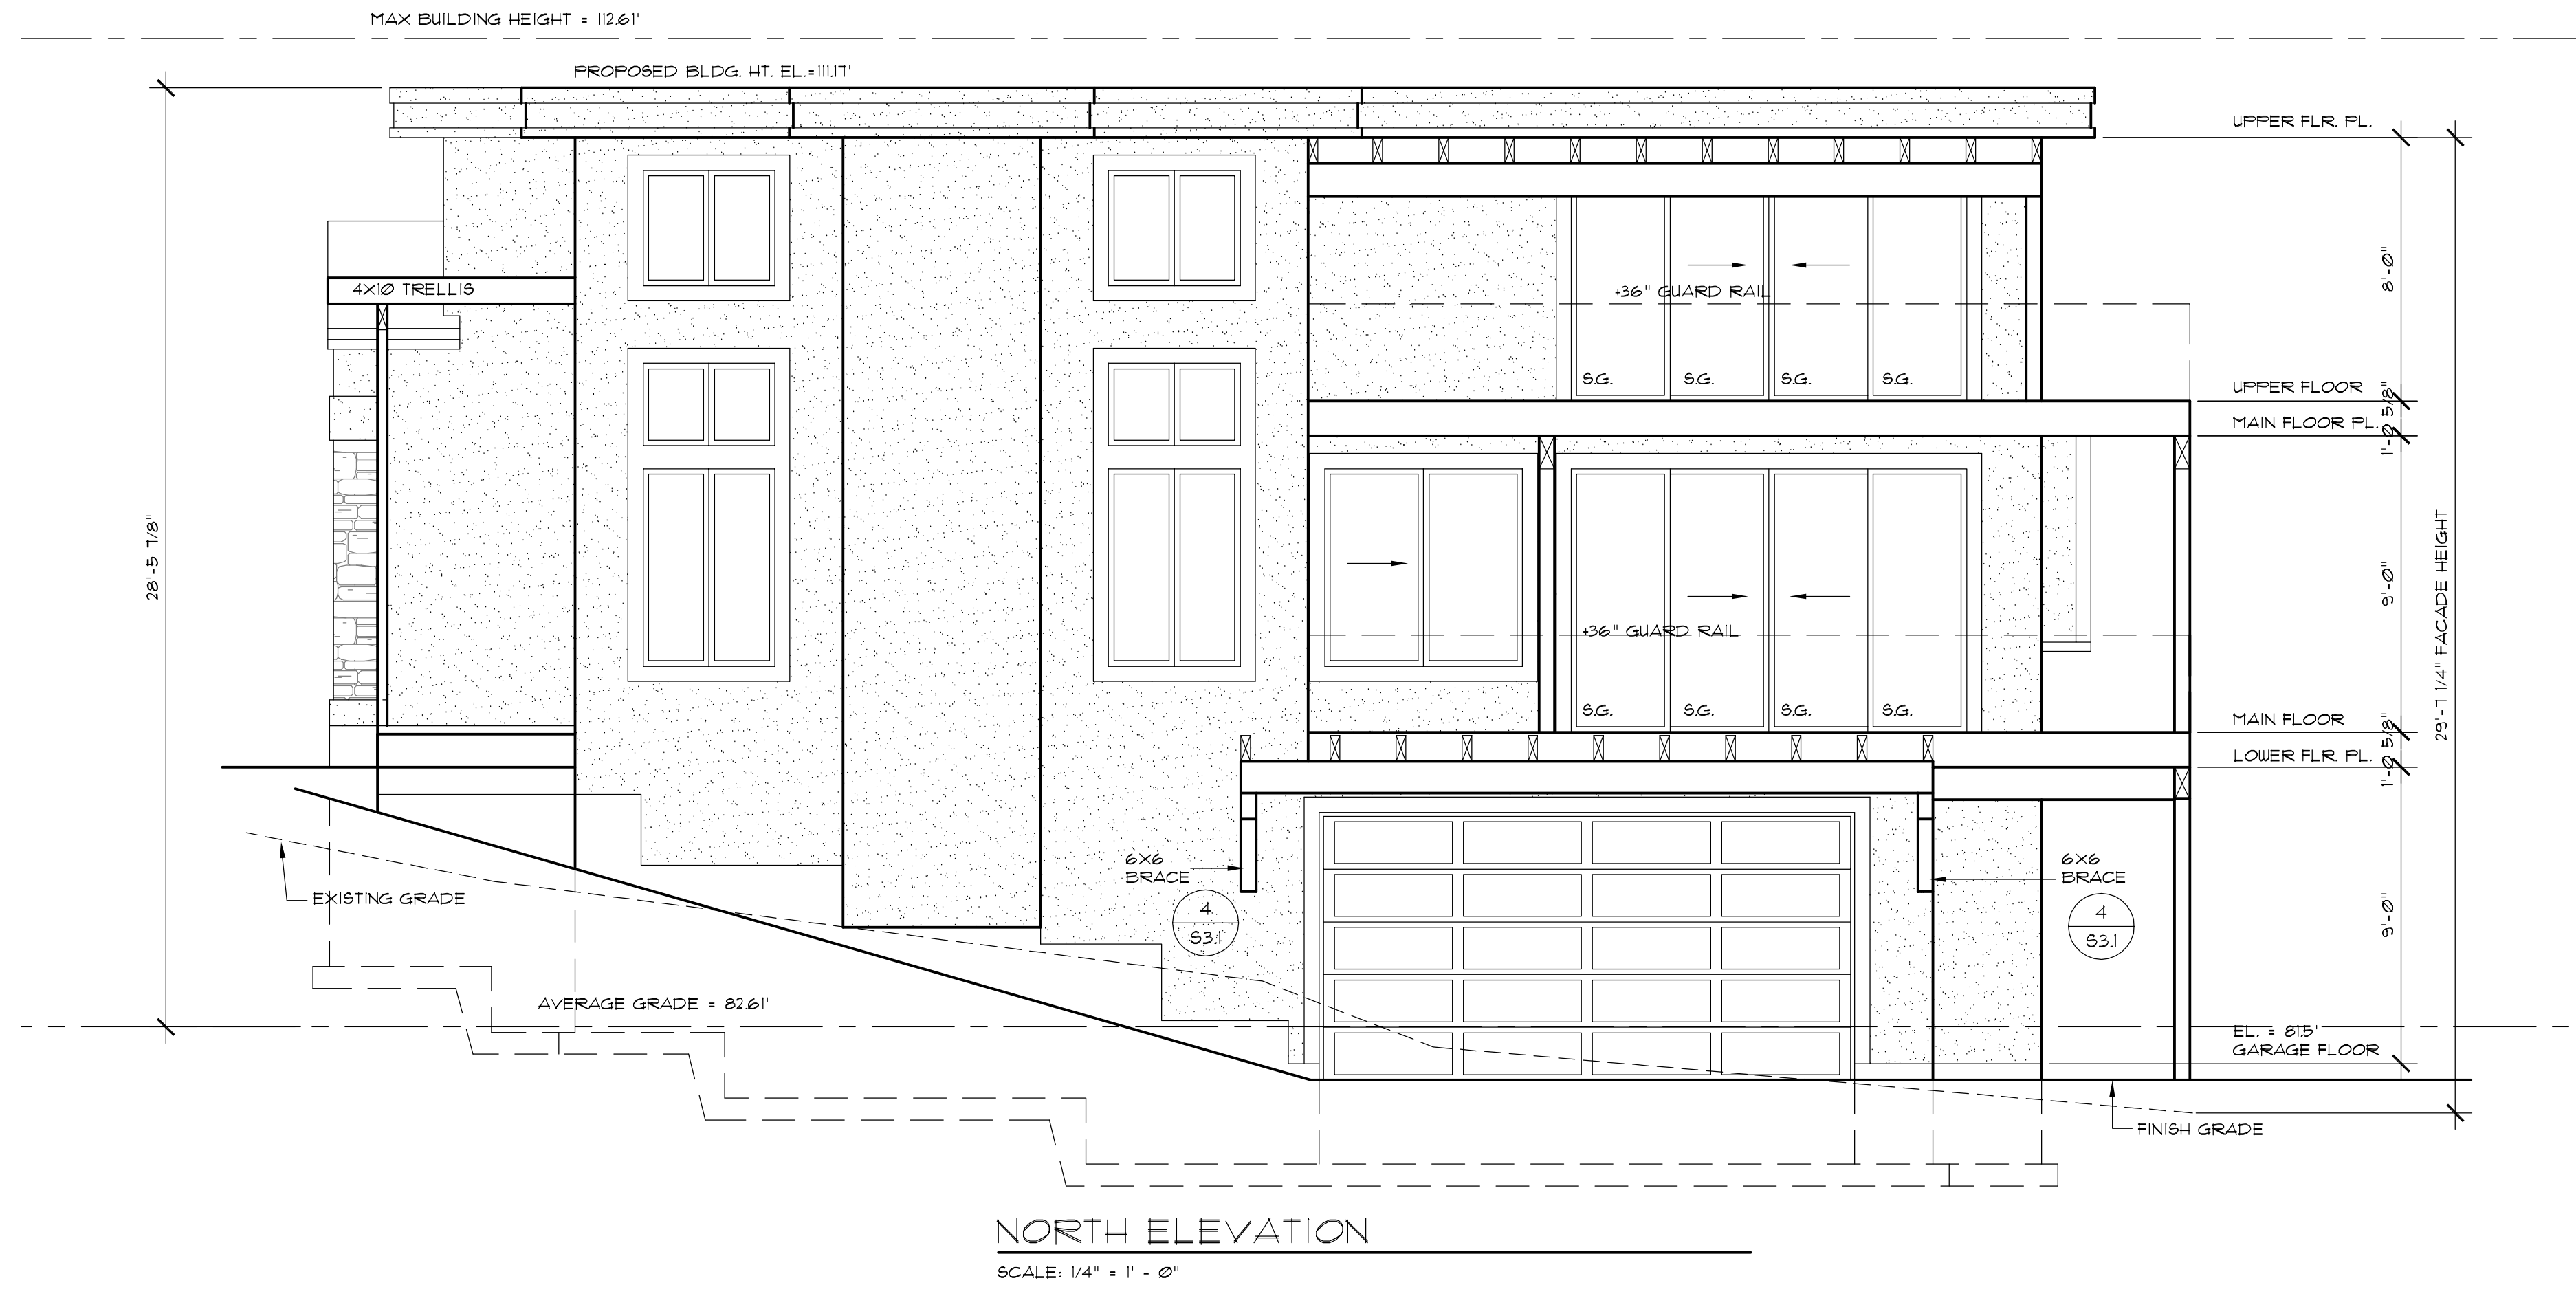 MAX BUILDING HEIGHT = 112.61'
PROPOSED BLDG. HT. EL.=111.17'
UPPER FLR. PL.
8'-0"
4X10 TRELLIS
+36" GUARD RAIL
S.G. S.G. S.G. S.G.
UPPER FLOOR
1'-0 5/8"
MAIN FLOOR PL.
28'-5 7/8"
9'-0"
29'-7 1/4" FACADE HEIGHT
+36" GUARD RAIL
S.G. S.G. S.G. S.G.
MAIN FLOOR
1'-0 5/8"
LOWER FLR. PL.
6X6
BRACE
6X6
BRACE
EXISTING GRADE
4
S3.1
4
S3.1
9'-0"
AVERAGE GRADE = 82.61'
EL. = 81.5'
GARAGE FLOOR
FINISH GRADE
NORTH ELEVATION
SCALE: 1/4" = 1' - 0"